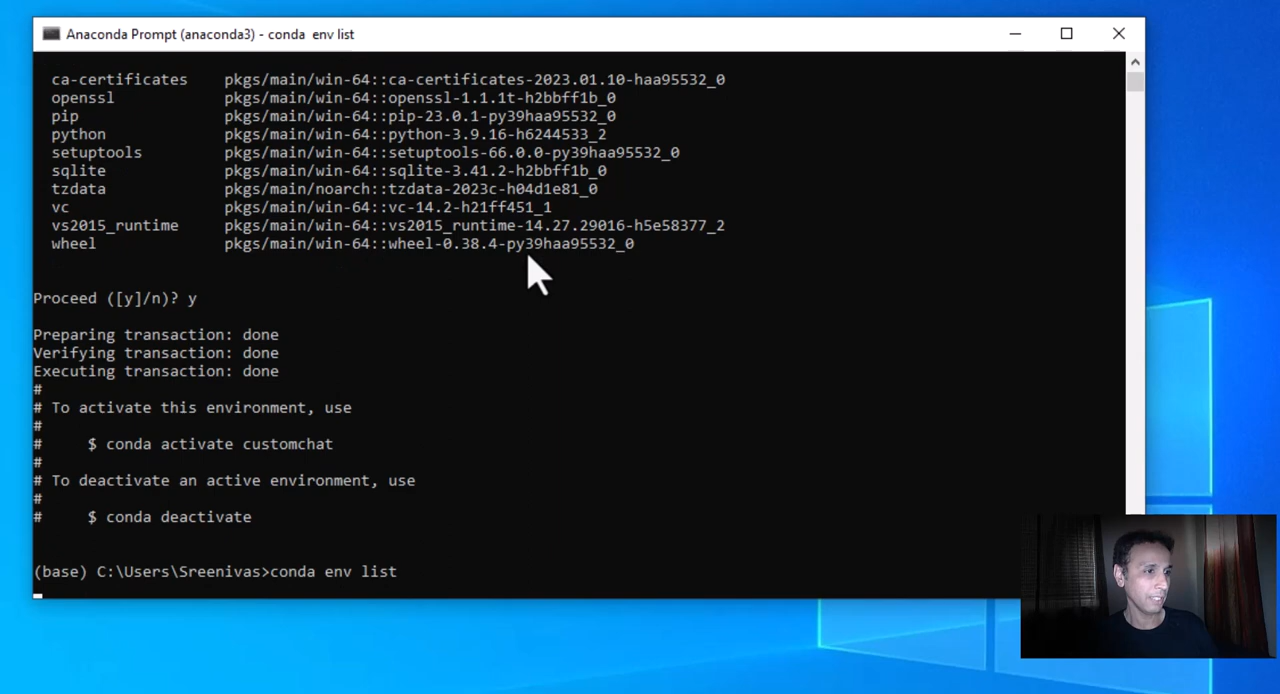 Anaconda Prompt (anaconda3) - conda  env list
ca-certificates    pkgs/main/win-64::ca-certificates-2023.01.10-haa95532_0
openssl            pkgs/main/win-64::openssl-1.1.1t-h2bbff1b_0
pip                pkgs/main/win-64::pip-23.0.1-py39haa95532_0
python             pkgs/main/win-64::python-3.9.16-h6244533_2
setuptools         pkgs/main/win-64::setuptools-66.0.0-py39haa95532_0
sqlite             pkgs/main/win-64::sqlite-3.41.2-h2bbff1b_0
tzdata             pkgs/main/noarch::tzdata-2023c-h04d1e81_0
vc                 pkgs/main/win-64::vc-14.2-h21ff451_1
vs2015_runtime     pkgs/main/win-64::vs2015_runtime-14.27.29016-h5e58377_2
wheel              pkgs/main/win-64::wheel-0.38.4-py39haa95532_0
Proceed ([y]/n)? y
Preparing transaction: done
Verifying transaction: done
Executing transaction: done
#
# To activate this environment, use
#
#     $ conda activate customchat
#
# To deactivate an active environment, use
#
#     $ conda deactivate
(base) C:\Users\Sreenivas>conda env list